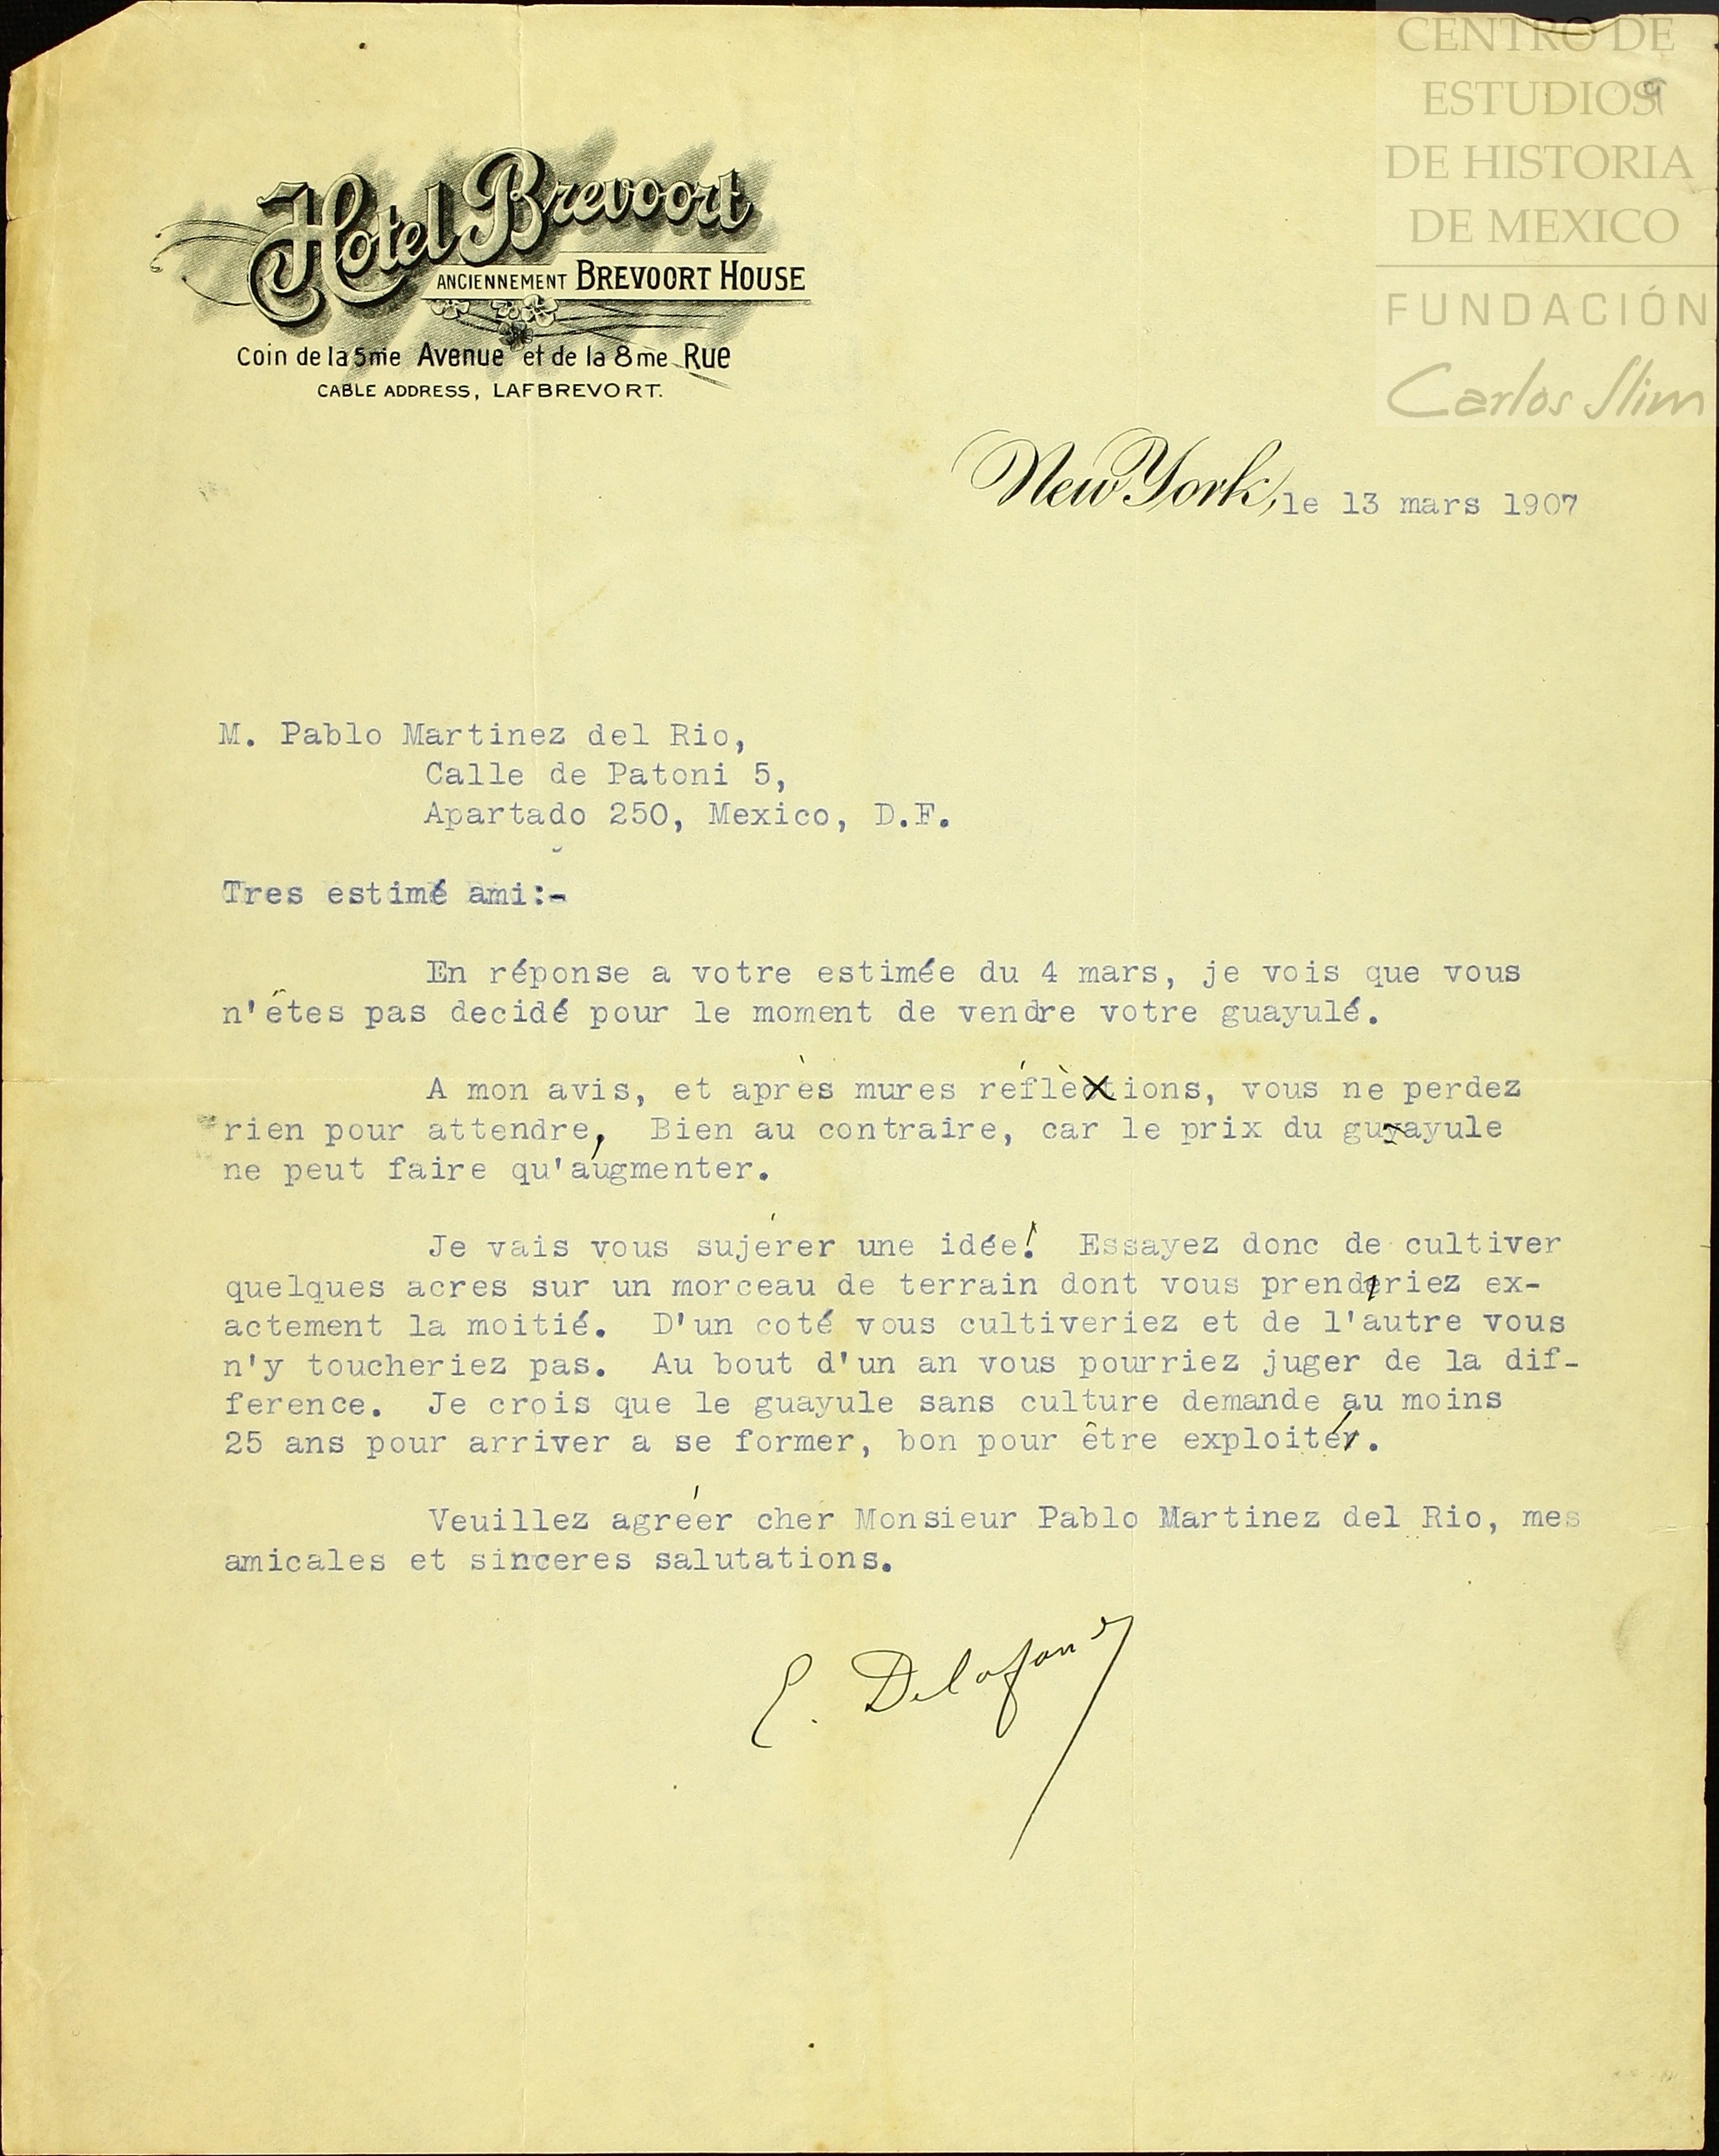 CENTRO DE
ESTUDIOS
DE HISTORIA
DE MEXICO
FUNDACIÓN
Carlos Slim
Hotel Brevoort
ANCIENNEMENT BREVOORT HOUSE
Coin de la 5me Avenue et de la 8me Rue
CABLE ADDRESS, LAFBREVORT.
New York, le 13 mars 1907
M. Pablo Martinez del Rio,
Calle de Patoni 5,
Apartado 250, Mexico, D.F.
Tres estimé ami:-
En réponse a votre estimée du 4 mars, je vois que vous
n'êtes pas decidé pour le moment de vendre votre guayulé.
A mon avis, et après mures réflèxions, vous ne perdez
rien pour attendre, Bien au contraire, car le prix du guayule
ne peut faire qu'augmenter.
Je vais vous sujérer une idée! Essayez donc de cultiver
quelques acres sur un morceau de terrain dont vous prendriez ex-
actement la moitié. D'un coté vous cultiveriez et de l'autre vous
n'y toucheriez pas. Au bout d'un an vous pourriez juger de la dif-
ference. Je crois que le guayule sans culture demande au moins
25 ans pour arriver a se former, bon pour être exploité.
Veuillez agréer cher Monsieur Pablo Martinez del Rio, mes
amicales et sinceres salutations.
E. Delafon